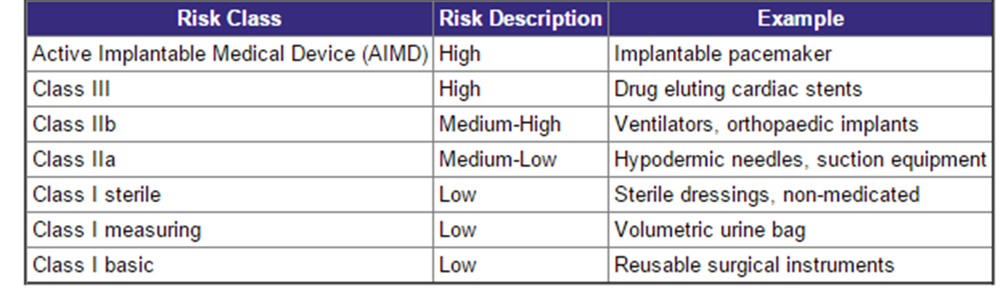 Risk Class Risk Description Example
Active Implantable Medical Device (AIMD) High Implantable pacemaker
Class III High Drug eluting cardiac stents
Class IIb Medium-High Ventilators, orthopaedic implants
Class IIa Medium-Low Hypodermic needles, suction equipment
Class I sterile Low Sterile dressings, non-medicated
Class I measuring Low Volumetric urine bag
Class I basic Low Reusable surgical instruments